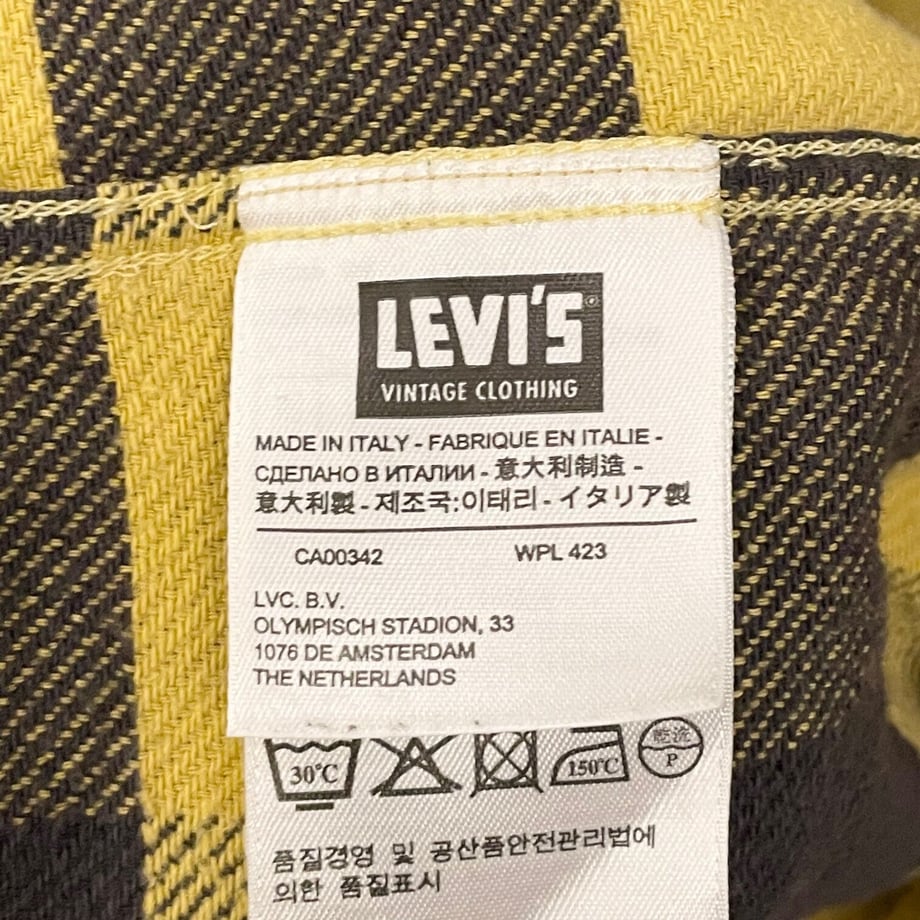 LEVI'S®
VINTAGE CLOTHING
MADE IN ITALY - FABRIQUE EN ITALIE -
СДЕЛАНО В ИТАЛИИ - 意大利制造 -
意大利製 - 제조국:이태리 - イタリア製
CA00342 WPL 423
LVC. B.V.
OLYMPISCH STADION, 33
1076 DE AMSTERDAM
THE NETHERLANDS
30°C 150°C 乾洗 P
품질경영 및 공산품안전관리법에
의한 품질표시